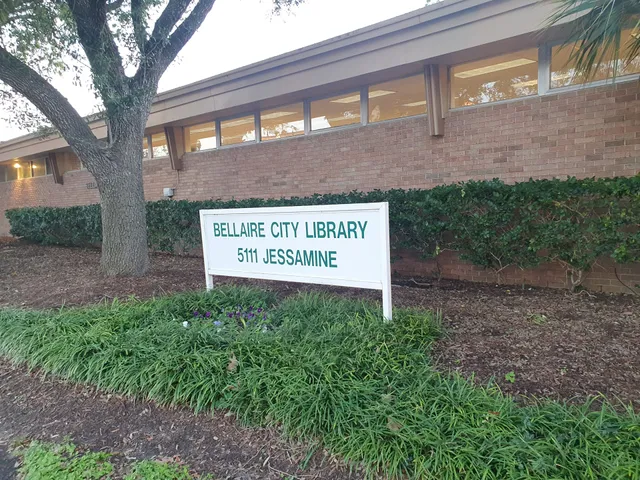 BELLAIRE CITY LIBRARY
5111 JESSAMINE